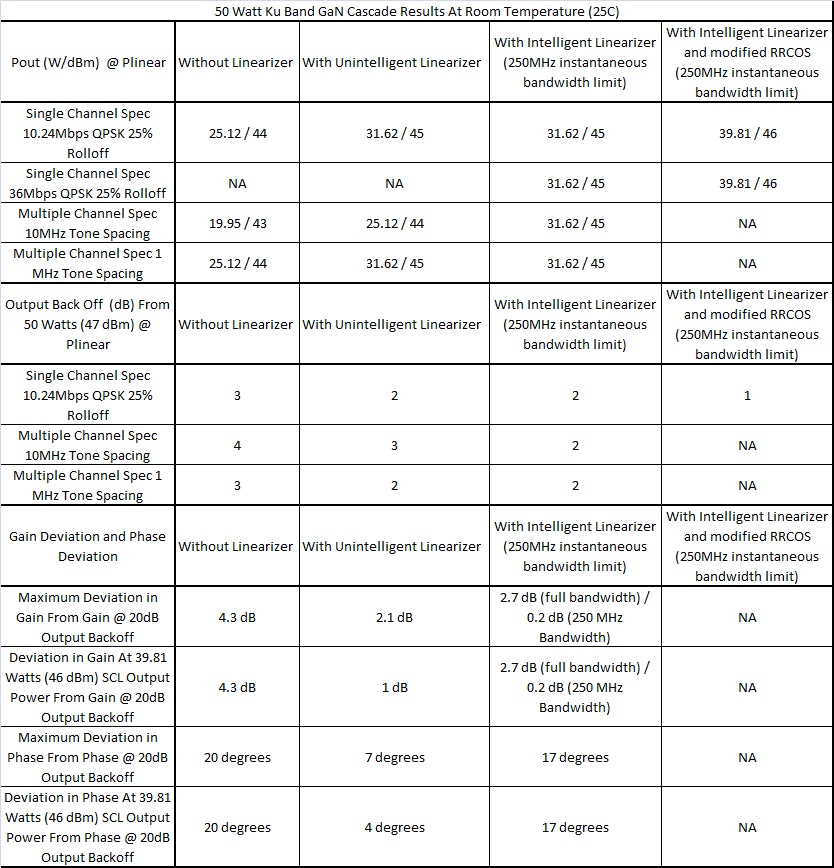 50 Watt Ku Band GaN Cascade Results At Room Temperature (25C)
Pout (W/dBm)  @ Plinear
Without Linearizer
With Unintelligent Linearizer
With Intelligent Linearizer
(250MHz instantaneous
bandwidth limit)
With Intelligent Linearizer
and modified RRCOS
(250MHz instantaneous
bandwidth limit)
Single Channel Spec
10.24Mbps QPSK 25%
Rolloff
25.12 / 44
31.62 / 45
31.62 / 45
39.81 / 46
Single Channel Spec
36Mbps QPSK 25% Rolloff
NA
NA
31.62 / 45
39.81 / 46
Multiple Channel Spec
10MHz Tone Spacing
19.95 / 43
25.12 / 44
31.62 / 45
NA
Multiple Channel Spec 1
MHz Tone Spacing
25.12 / 44
31.62 / 45
31.62 / 45
NA
Output Back Off  (dB) From
50 Watts (47 dBm) @
Plinear
Without Linearizer
With Unintelligent Linearizer
With Intelligent Linearizer
(250MHz instantaneous
bandwidth limit)
With Intelligent Linearizer
and modified RRCOS
(250MHz instantaneous
bandwidth limit)
Single Channel Spec
10.24Mbps QPSK 25%
Rolloff
3
2
2
1
Multiple Channel Spec
10MHz Tone Spacing
4
3
2
NA
Multiple Channel Spec 1
MHz Tone Spacing
3
2
2
NA
Gain Deviation and Phase
Deviation
Without Linearizer
With Unintelligent Linearizer
With Intelligent Linearizer
(250MHz instantaneous
bandwidth limit)
With Intelligent Linearizer
and modified RRCOS
(250MHz instantaneous
bandwidth limit)
Maximum Deviation in
Gain From Gain @ 20dB
Output Backoff
4.3 dB
2.1 dB
2.7 dB (full bandwidth) /
0.2 dB (250 MHz
Bandwidth)
NA
Deviation in Gain At 39.81
Watts (46 dBm) SCL Output
Power From Gain @ 20dB
Output Backoff
4.3 dB
1 dB
2.7 dB (full bandwidth) /
0.2 dB (250 MHz
Bandwidth)
NA
Maximum Deviation in
Phase From Phase @ 20dB
Output Backoff
20 degrees
7 degrees
17 degrees
NA
Deviation in Phase At 39.81
Watts (46 dBm) SCL Output
Power From Phase @ 20dB
Output Backoff
20 degrees
4 degrees
17 degrees
NA